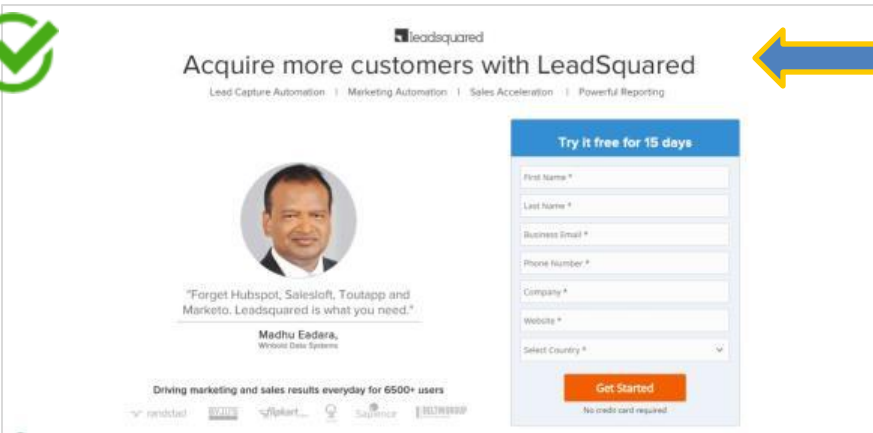 leadsquared
Acquire more customers with LeadSquared
Lead Capture Automation | Marketing Automation | Sales Acceleration | Powerful Reporting
Try it free for 15 days
First Name *
Last Name *
Business Email *
Phone Number *
Company *
Website *
Select Country *
Get Started
No credit card required
"Forget Hubspot, Salesloft, Toutapp and
Marketo. Leadsquared is what you need."
Madhu Eadara,
Data Systems
Driving marketing and sales results everyday for 6500+ users
randstad
flipkart
Sapience